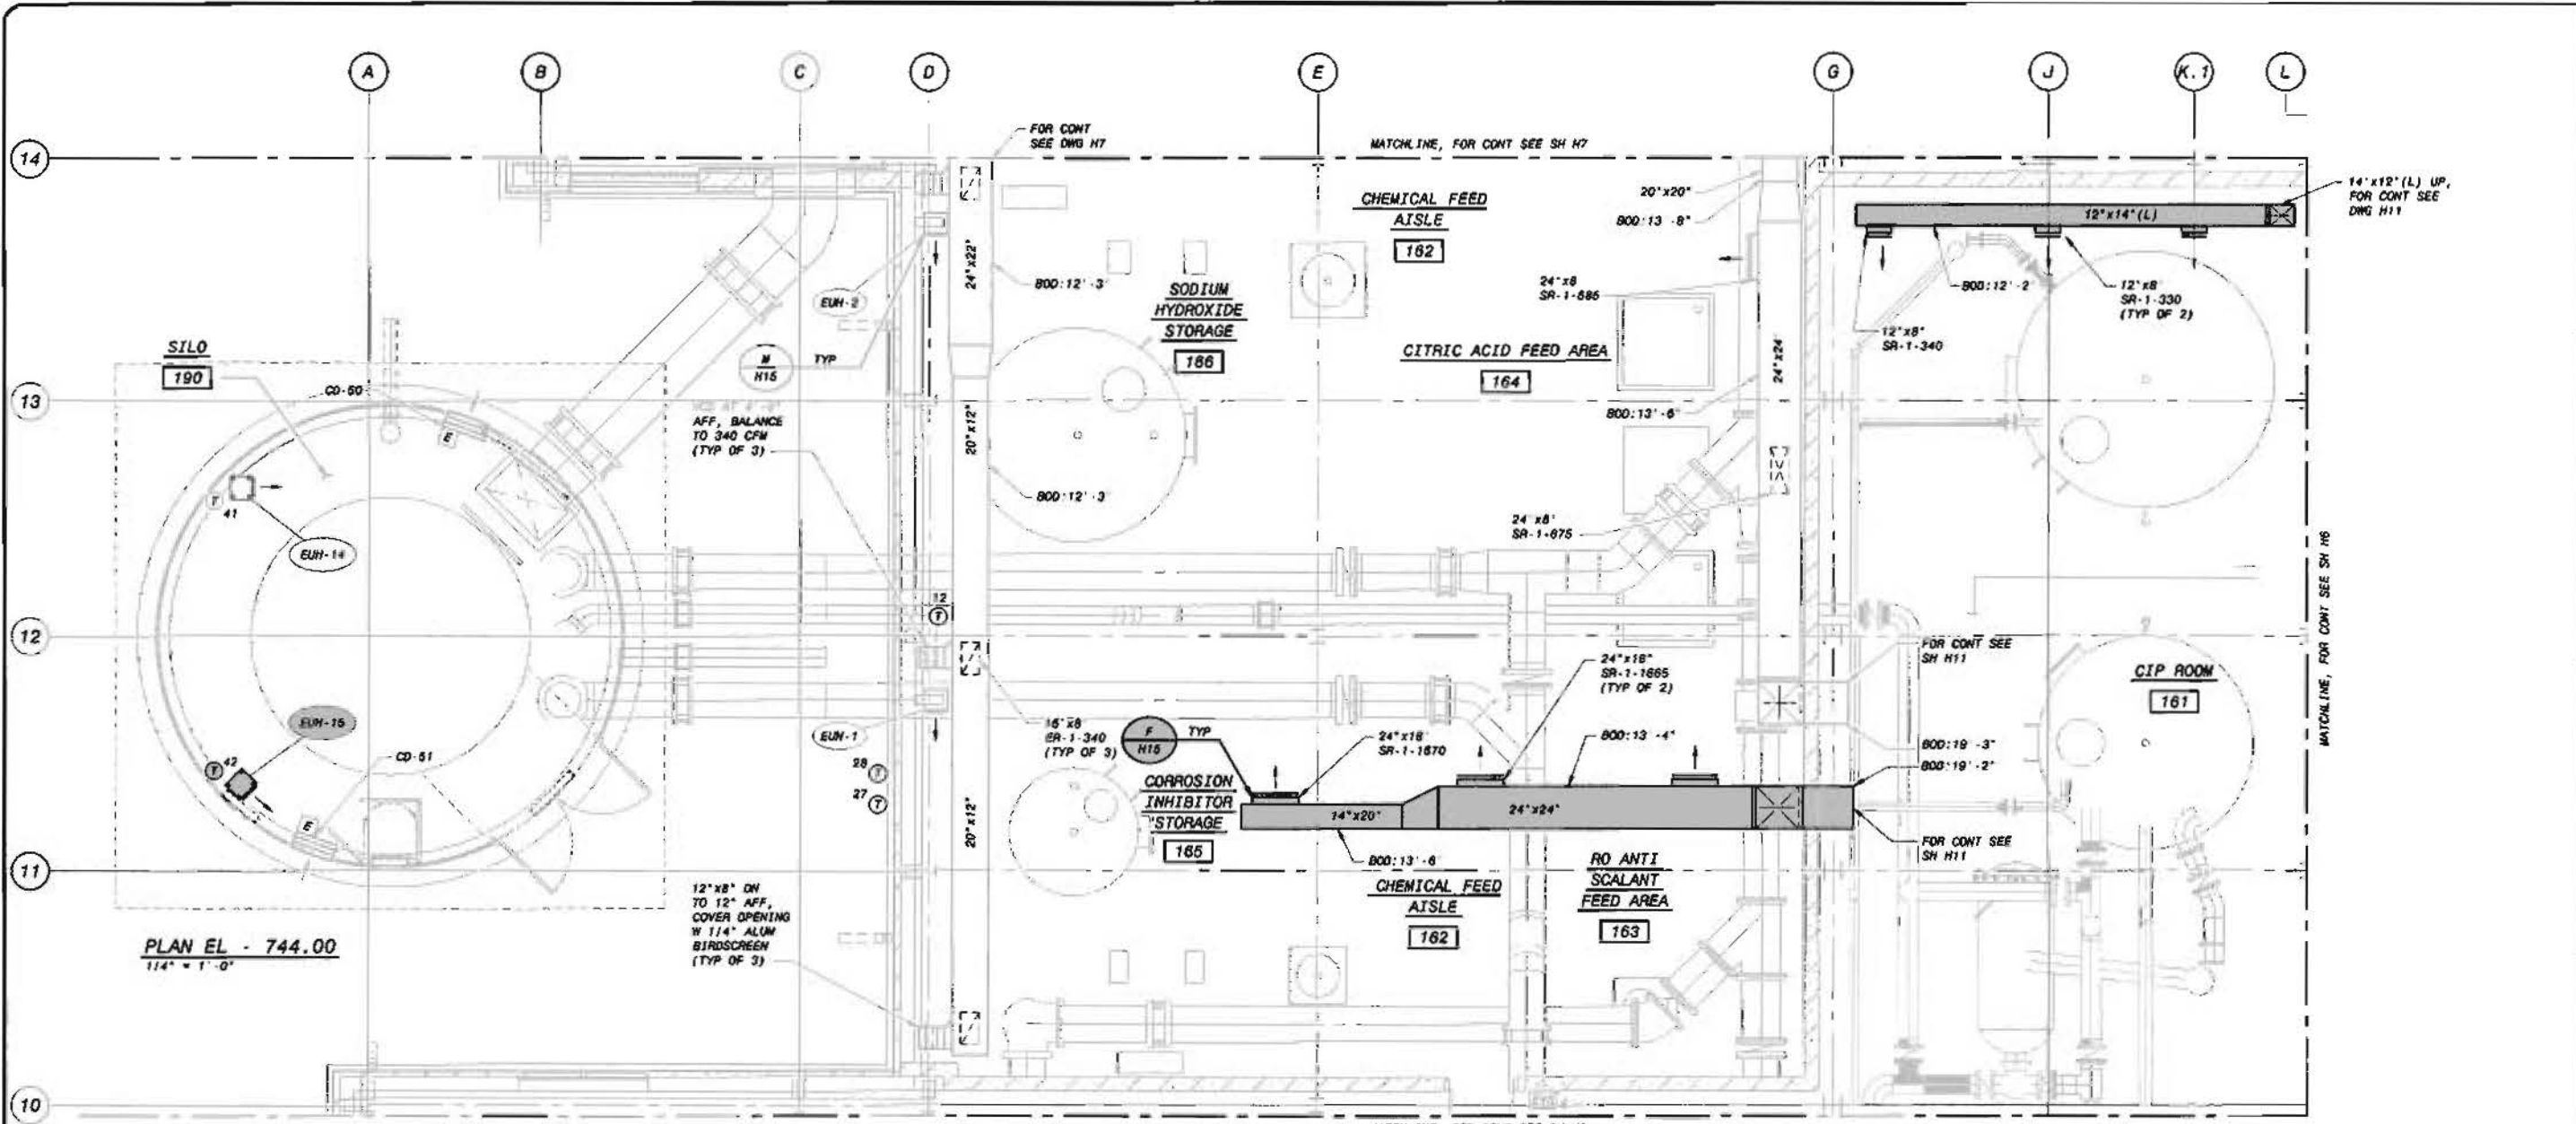 A
B
C
D
E
G
J
K.1
L
14
13
12
11
10
FOR CONT
SEE DWG H7
MATCHLINE, FOR CONT SEE SH H7
14"x12"(L) UP,
FOR CONT SEE
DWG H11
12"x14"(L)
20"x20"
BOD:13'-8"
CHEMICAL FEED
AISLE
162
24"x22"
BOD:12'-3"
EUH-2
SODIUM
HYDROXIDE
STORAGE
166
24"x8"
SR-1-685
BOD:12'-2"
12"x8"
SR-1-330
(TYP OF 2)
12"x8"
SR-1-340
SILO
190
CD-60
M
H15
TYP
CITRIC ACID FEED AREA
164
24"x24"
BOD:13'-6"
AFF, BALANCE
TO 340 CFM
(TYP OF 3)
20"x12"
BOD:12'-3"
E
T
41
EUH-14
24"x8"
SR-1-675
MATCHLINE, FOR CONT SEE SH H6
12
T
FOR CONT SEE
SH H11
24"x18"
SR-1-1665
(TYP OF 2)
CIP ROOM
161
EUH-15
EUH-1
16"x8"
ER-1-340
(TYP OF 3)
F
H15
TYP
24"x18"
SR-1-1670
BOD:13'-4"
BOD:19'-3"
BOD:19'-2"
T
42
CD-61
28
T
27
T
CORROSION
INHIBITOR
STORAGE
165
14"x20"
24"x24"
E
20"x12"
FOR CONT SEE
SH H11
BOD:13'-6"
CHEMICAL FEED
AISLE
162
RO ANTI
SCALANT
FEED AREA
163
12"x8" DN
TO 12" AFF,
COVER OPENING
W 1/4" ALUM
BIRDSCREEN
(TYP OF 3)
PLAN EL - 744.00
1/4" = 1'-0"